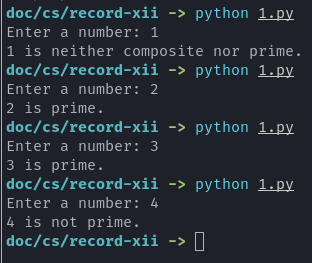 doc/cs/record-xii -> python 1.py
Enter a number: 1
1 is neither composite nor prime.
doc/cs/record-xii -> python 1.py
Enter a number: 2
2 is prime.
doc/cs/record-xii -> python 1.py
Enter a number: 3
3 is prime.
doc/cs/record-xii -> python 1.py
Enter a number: 4
4 is not prime.
doc/cs/record-xii ->